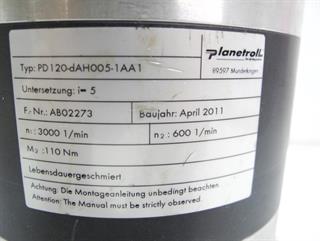 Planetroll
Typ: PD120-dAH005-1AA1
89597 Munderkingen
Untersetzung: i= 5
F. Nr.: AB02273
Baujahr: April 2011
n1: 3000 1/min
n2: 600 1/min
M2: 110 Nm
Lebensdauergeschmiert
Achtung: Die Montageanleitung unbedingt beachten.
Attention: The Manual must be strictly observed.